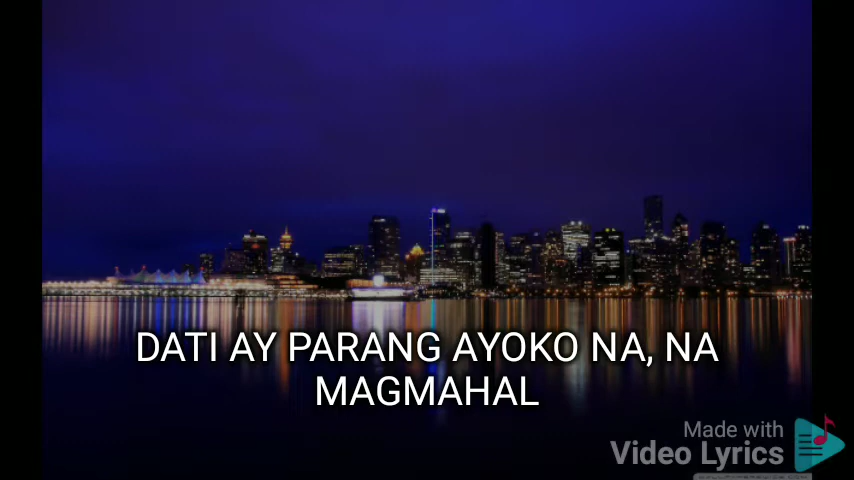 DATI AY PARANG AYOKO NA, NA
MAGMAHAL
Made with
Video Lyrics